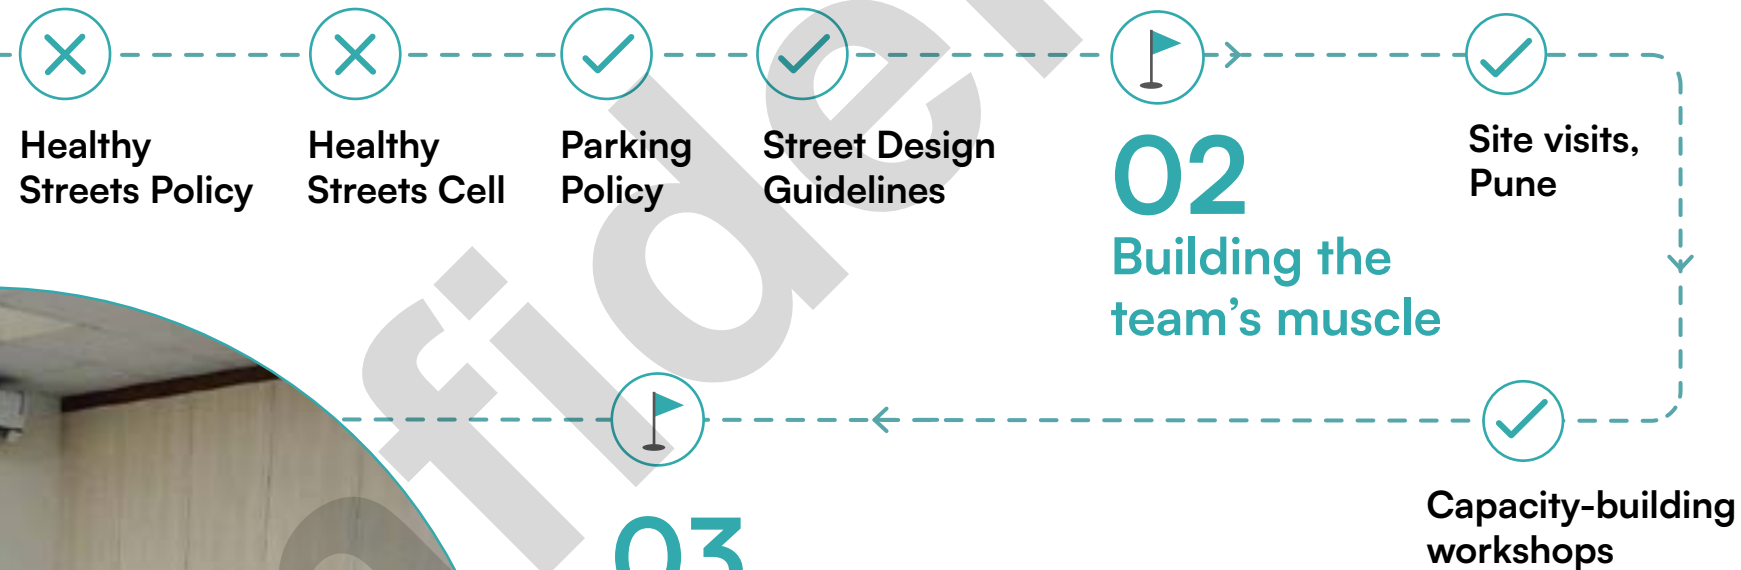 Healthy
Streets Policy
Healthy
Streets Cell
Parking
Policy
Street Design
Guidelines
02
Building the
team’s muscle
Site visits,
Pune
Capacity-building
workshops
03